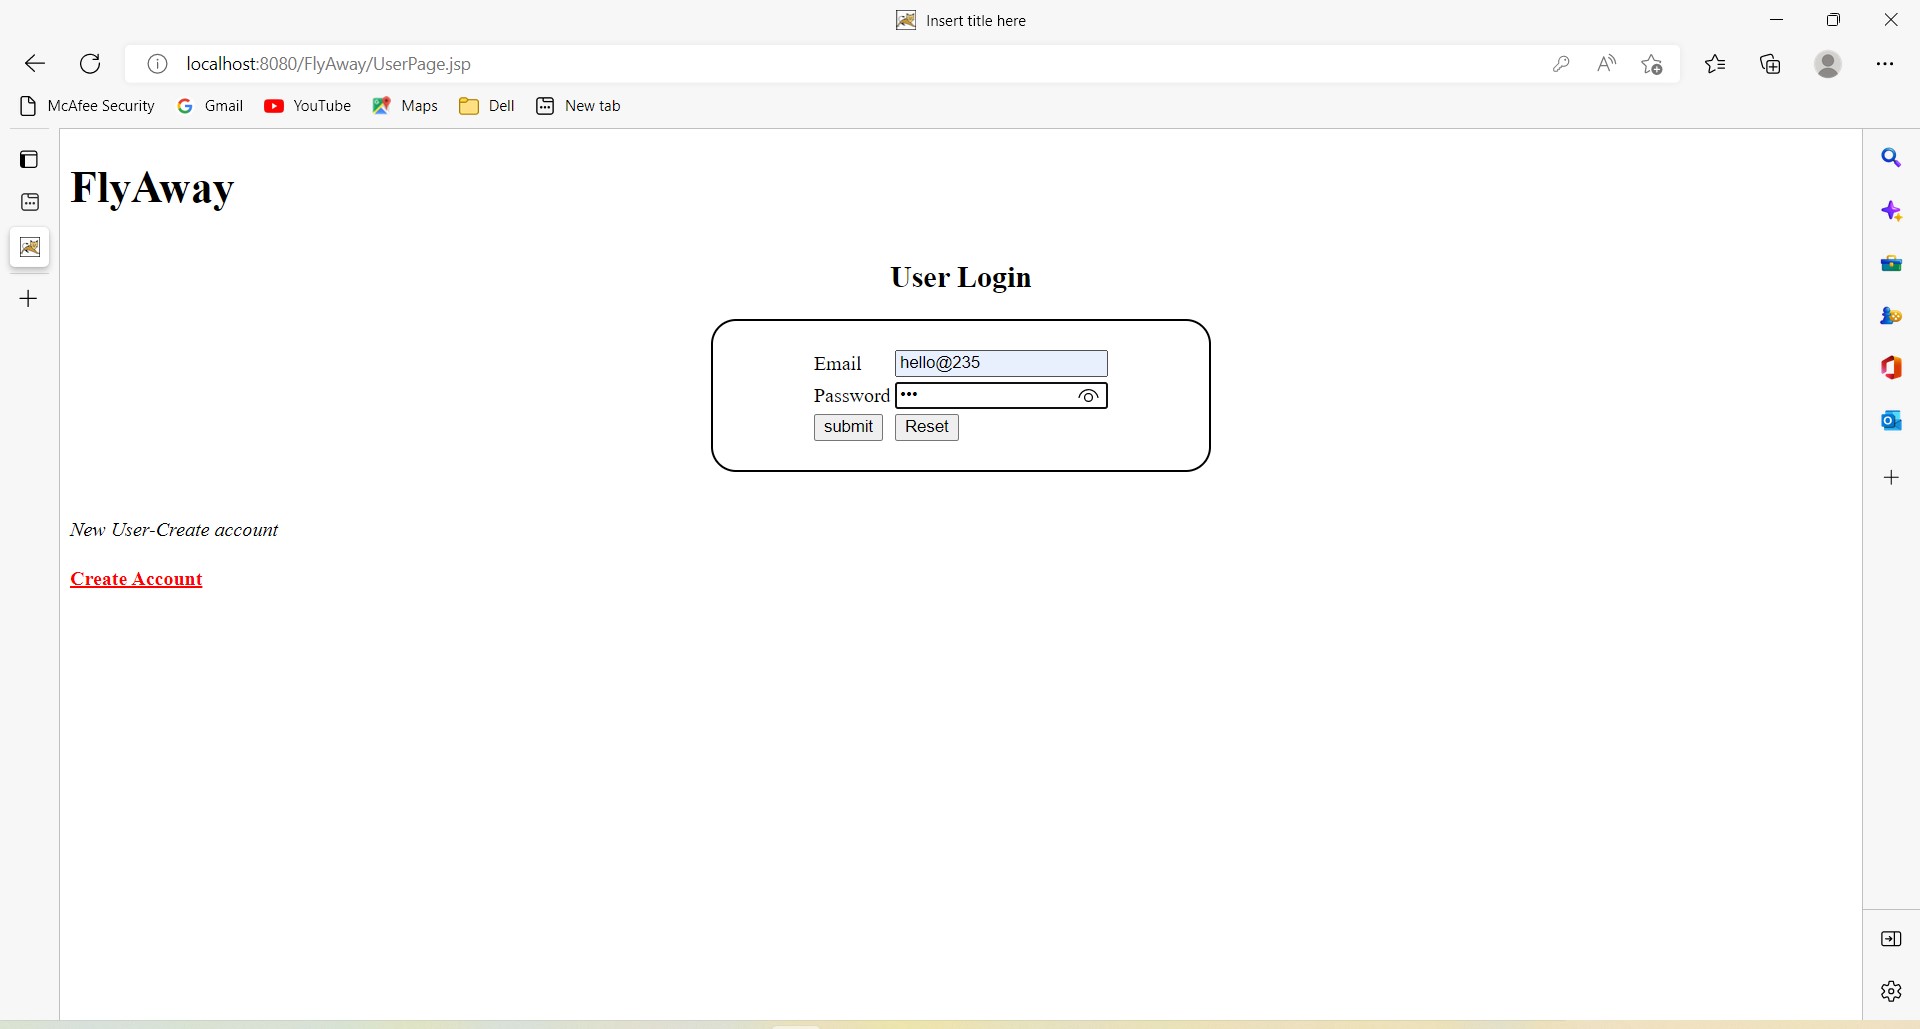 Insert title here
localhost:8080/FlyAway/UserPage.jsp
McAfee Security Gmail YouTube Maps Dell New tab
FlyAway
User Login
Email hello@235
Password •••
submit Reset
New User-Create account
Create Account